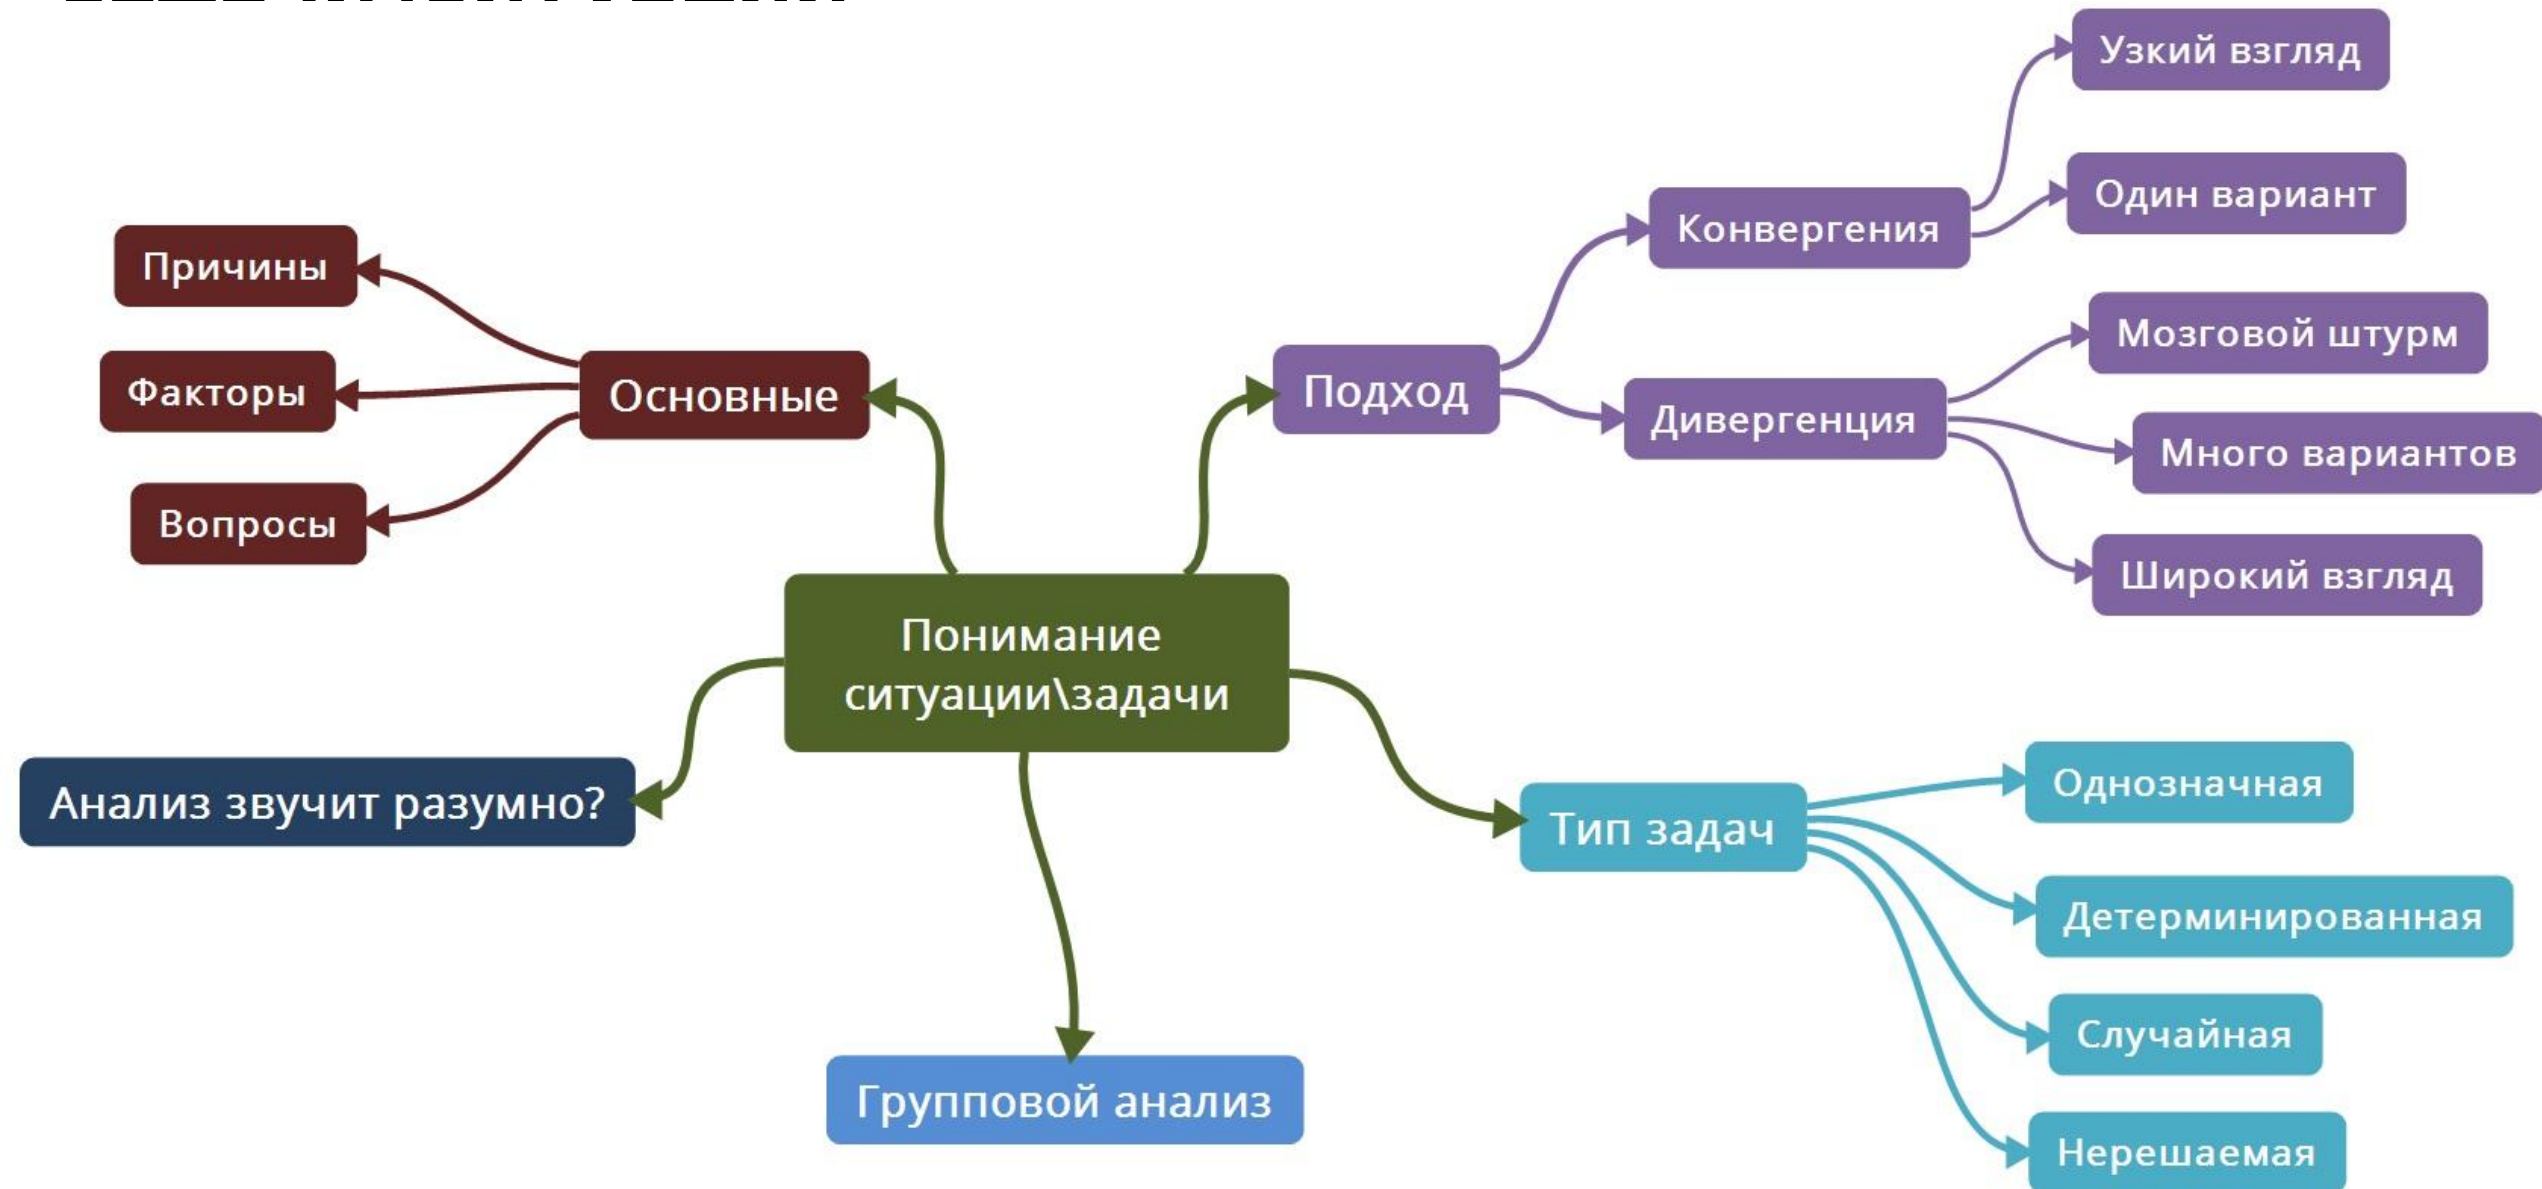 Узкий взгляд
Один вариант
Конвергения
Причины
Мозговой штурм
Подход
Основные
Факторы
Дивергенция
Много вариантов
Вопросы
Широкий взгляд
Понимание
ситуации\задачи
Анализ звучит разумно?
Тип задач
Однозначная
Детерминированная
Случайная
Групповой анализ
Нерешаемая